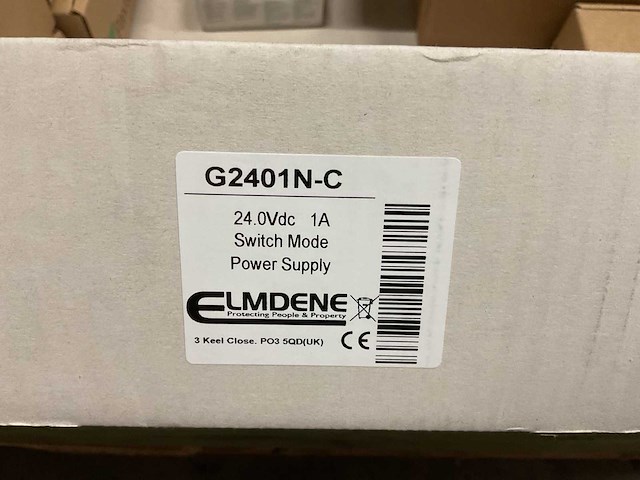 G2401N-C
24.0Vdc 1A
Switch Mode
Power Supply
ELMDENE
Protecting People & Property
3 Keel Close. PO3 5QD(UK) CE